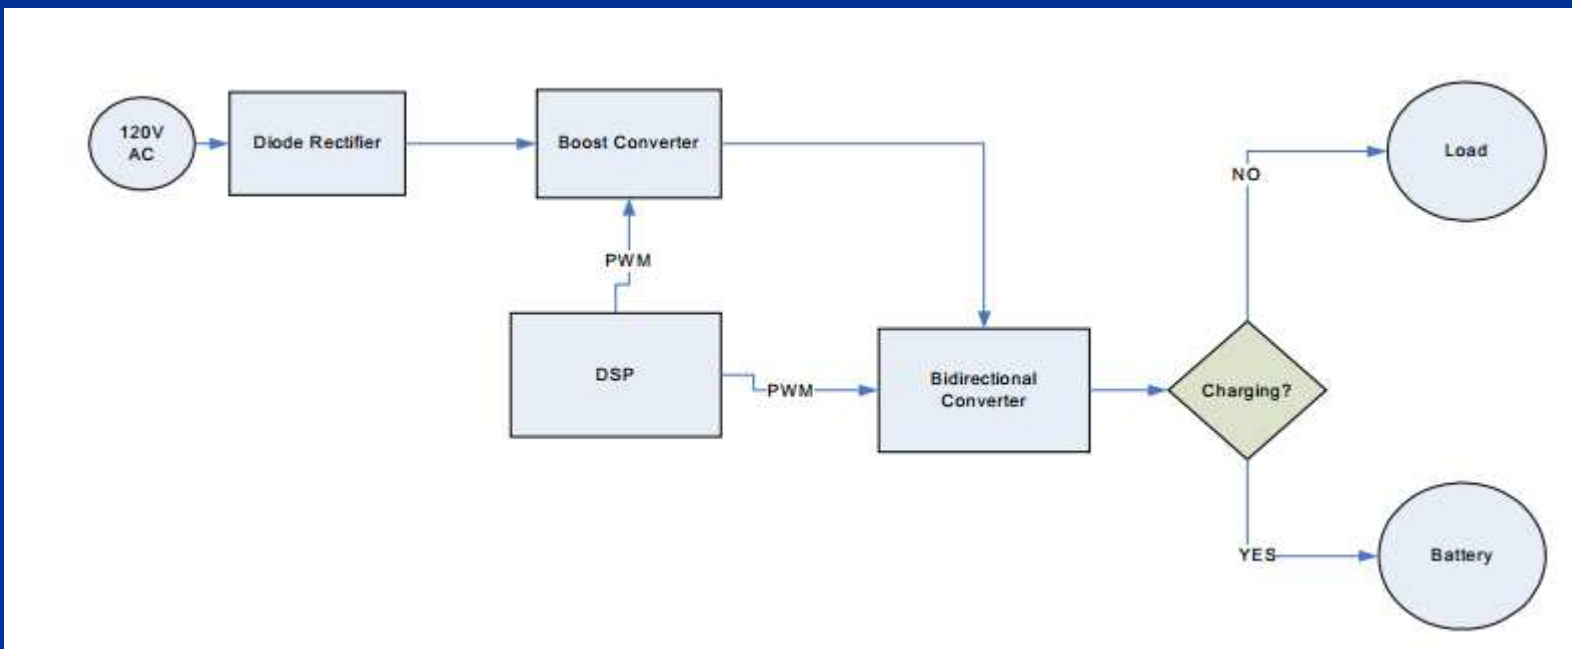 120V
AC
Diode Rectifier
Boost Converter
Load
NO
PWM
DSP
PWM
Bidirectional
Converter
Charging?
YES
Battery